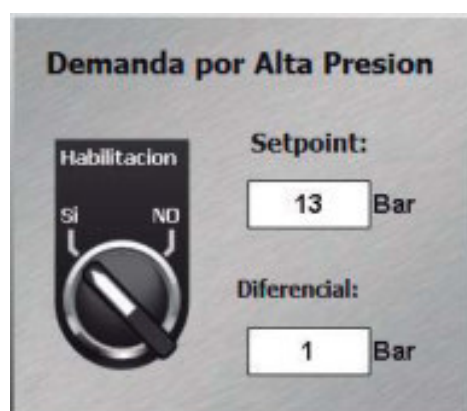 Demanda por Alta Presion
Habilitacion
Si NO
Setpoint:
13 Bar
Diferencial:
1 Bar